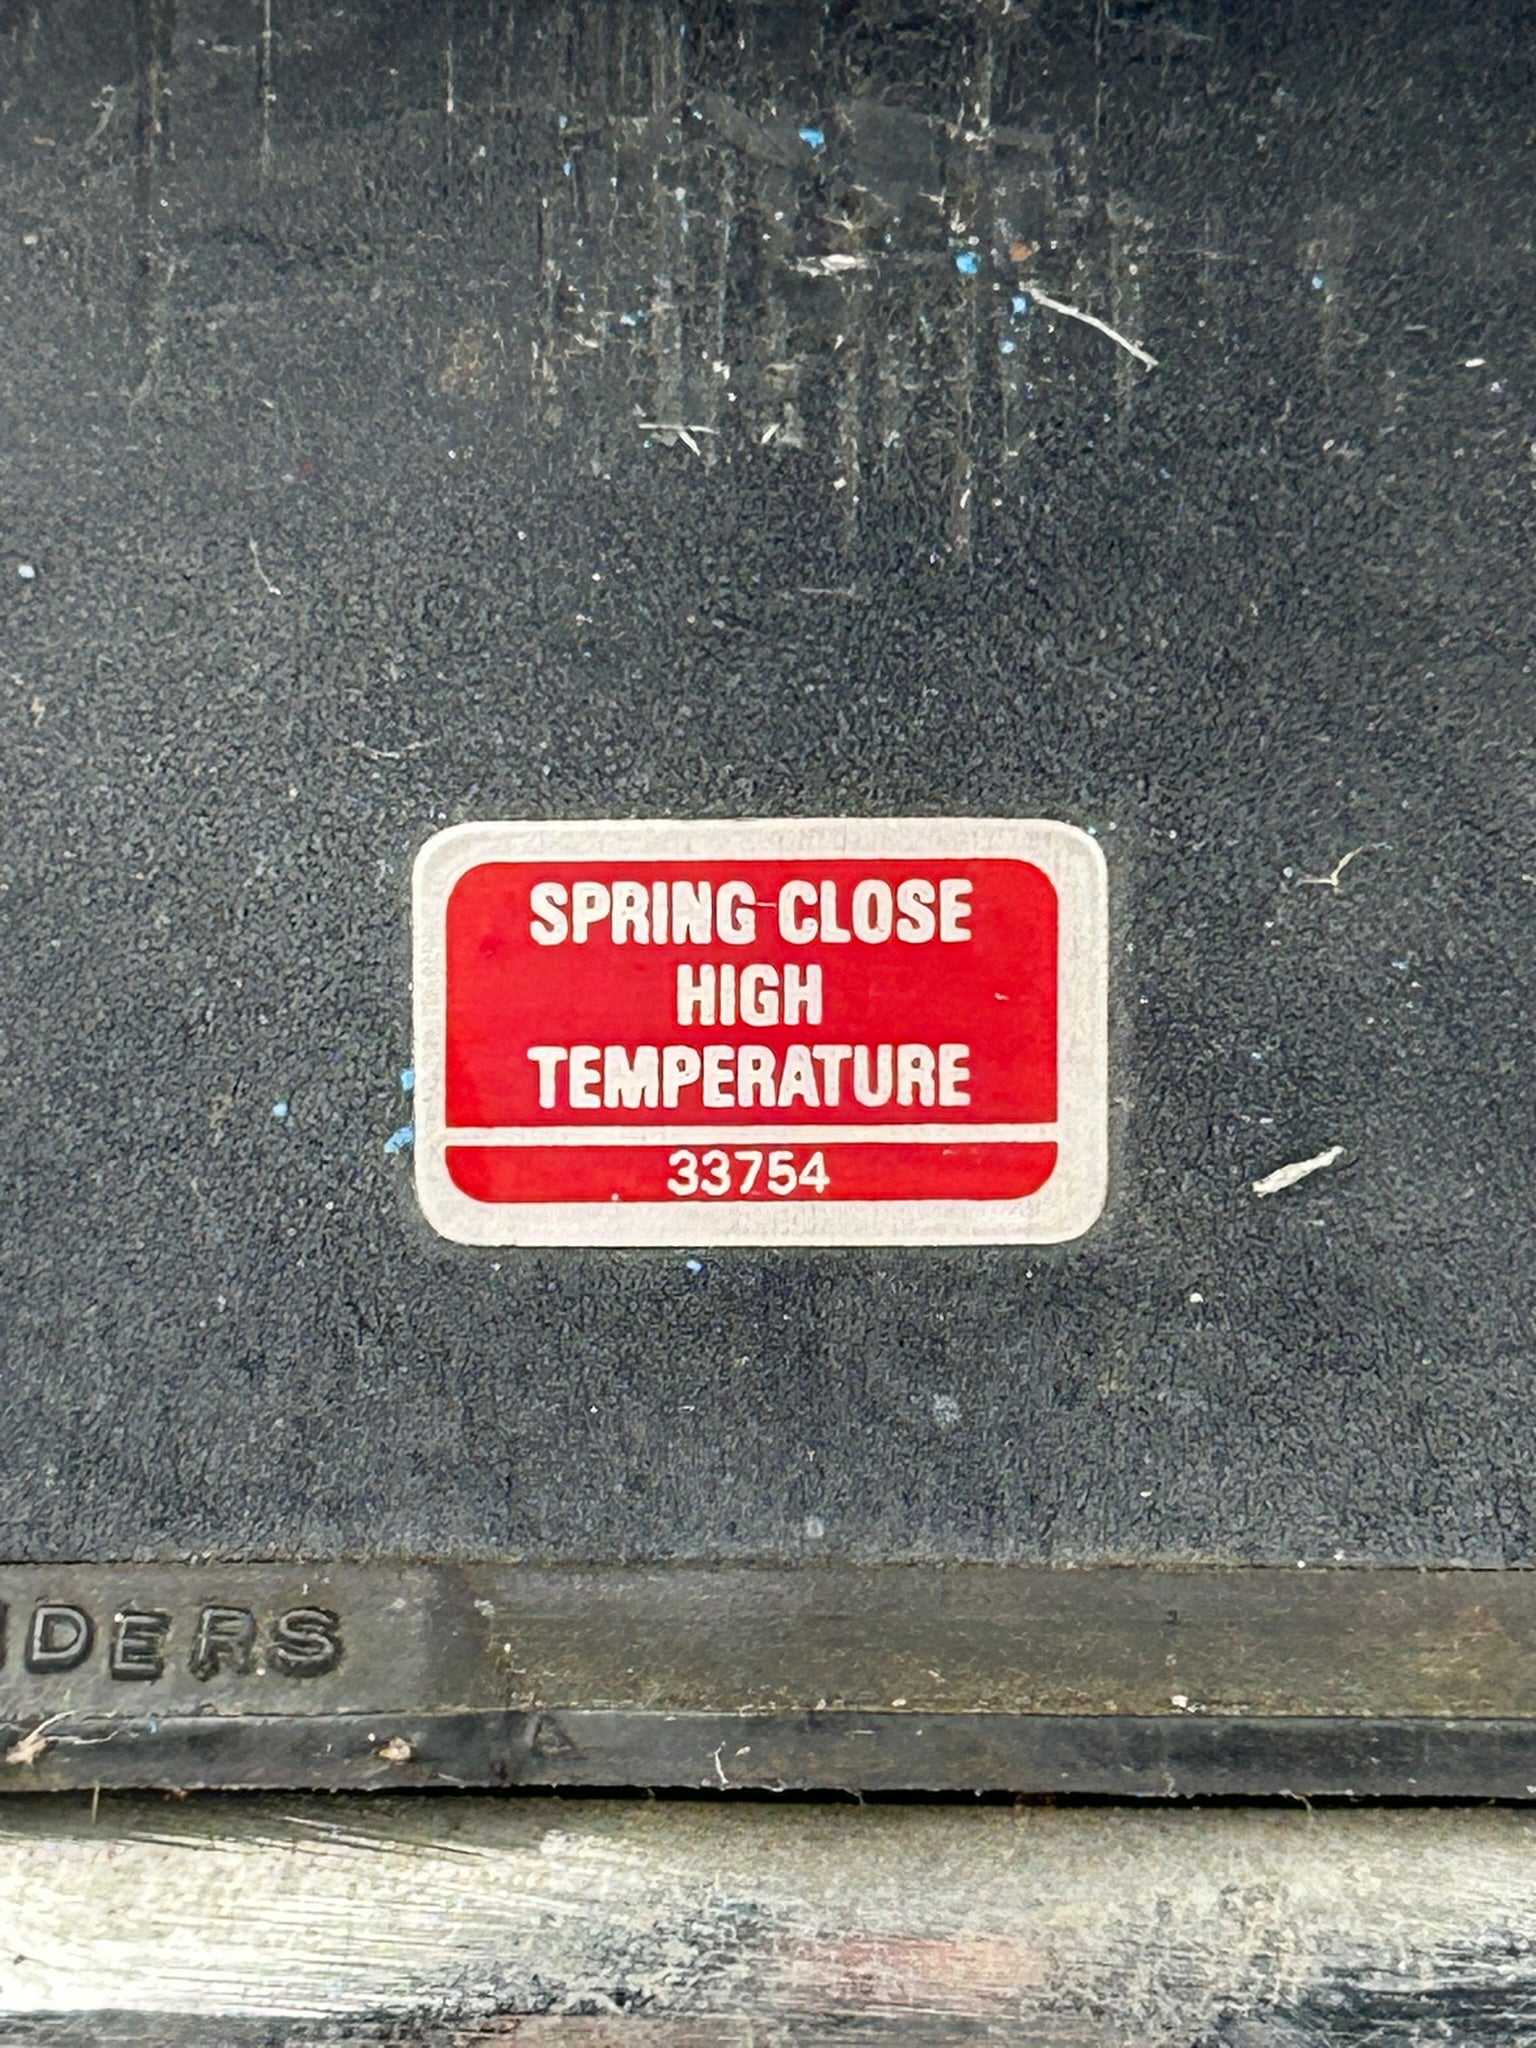 SPRING CLOSE
HIGH
TEMPERATURE
33754
DERS